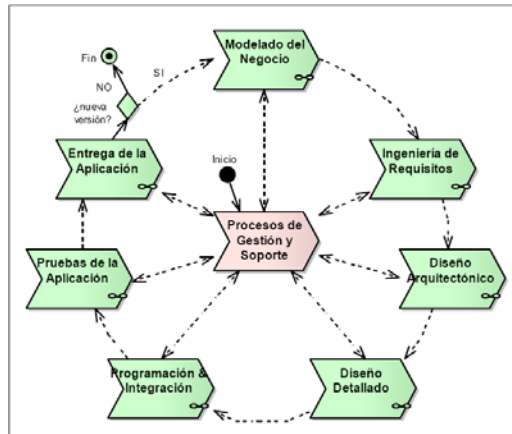 Modelado del
Negocio
Fin
SI
NO
¿nueva
versión?
Entrega de la
Aplicación
Inicio
Ingeniería de
Requisitos
Procesos de
Gestión y
Soporte
Pruebas de la
Aplicación
Diseño
Arquitectónico
Programación &
Integración
Diseño
Detallado